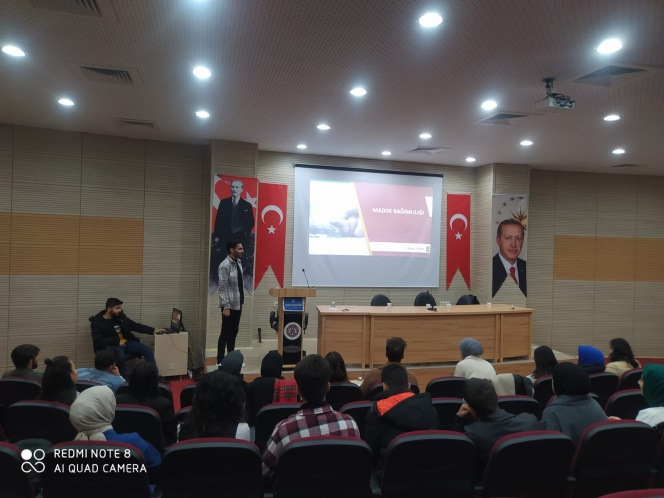 MADDE BAĞIMLILIĞI
REDMI NOTE 8
AI QUAD CAMERA